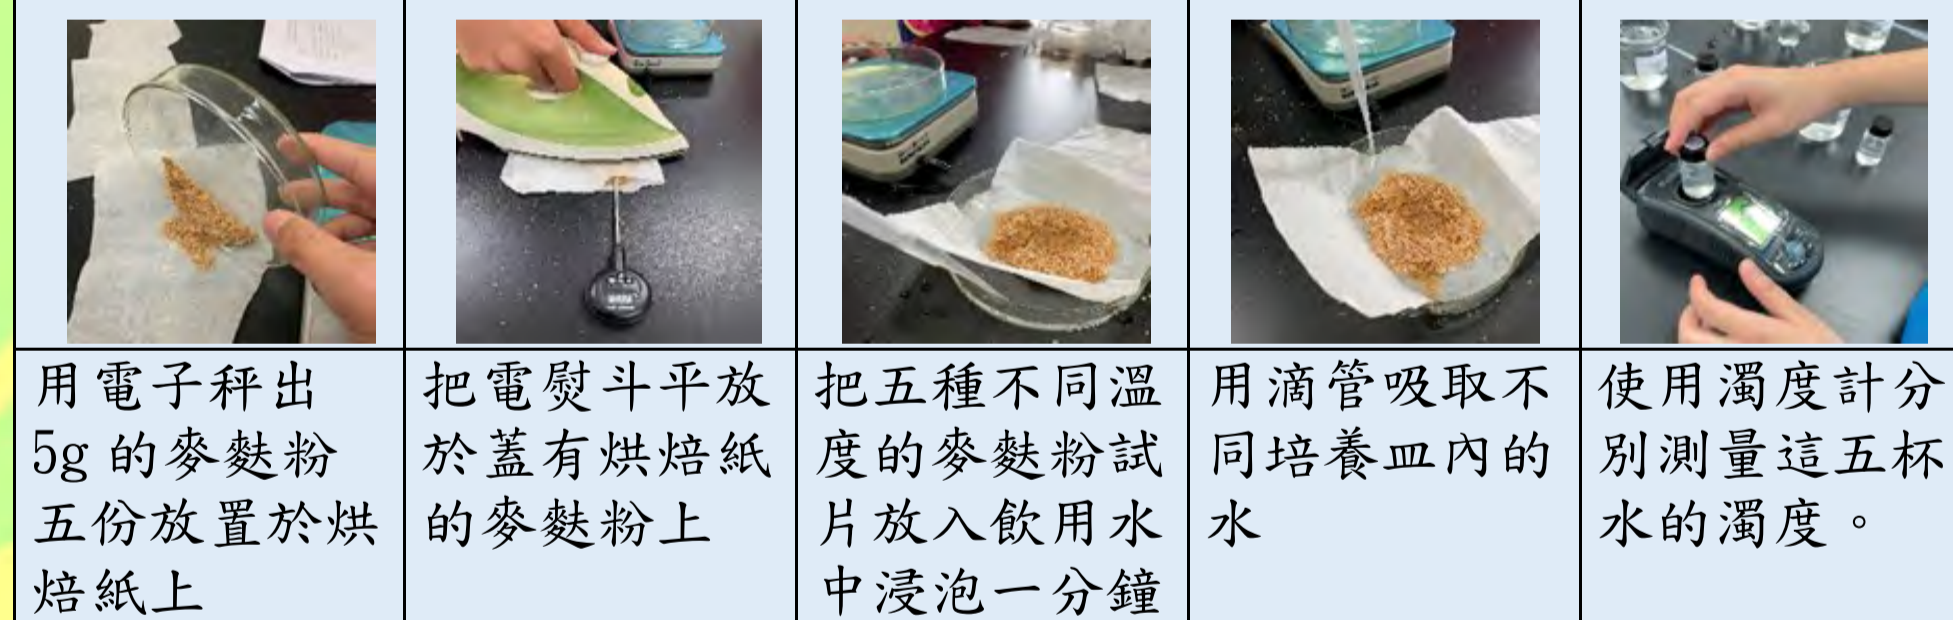 用電子秤出
5g 的麥麩粉
五份放置於烘
焙紙上
把電熨斗平放
於蓋有烘焙紙
的麥麩粉上
把五種不同溫
度的麥麩粉試
片放入飲用水
中浸泡一分鐘
用滴管吸取不
同培養皿內的
水
使用濁度計分
別測量這五杯
水的濁度。